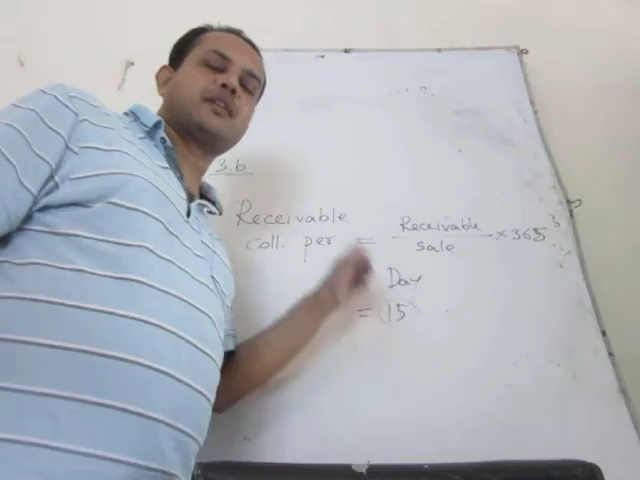 3.b
Receivable
coll. per = Receivable / sale × 365
Day
= (15